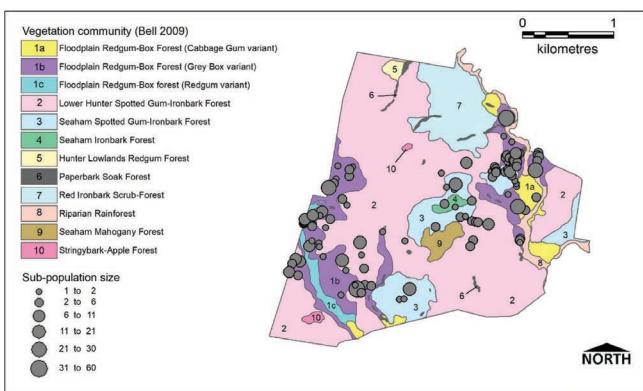 Vegetation community (Bell 2009)
1a Floodplain Redgum-Box Forest (Cabbage Gum variant)
1b Floodplain Redgum-Box Forest (Grey Box variant)
1c Floodplain Redgum-Box forest (Redgum variant)
2 Lower Hunter Spotted Gum-Ironbark Forest
3 Seaham Spotted Gum-Ironbark Forest
4 Seaham Ironbark Forest
5 Hunter Lowlands Redgum Forest
6 Paperbark Soak Forest
7 Red Ironbark Scrub-Forest
8 Riparian Rainforest
9 Seaham Mahogany Forest
10 Stringybark-Apple Forest
Sub-population size
1 to 2
2 to 6
6 to 11
11 to 21
21 to 30
31 to 60
0 1
kilometres
5
6
7
10
2
1a
2
4
3
3
9
8
1b
1c
6
3
2
10
2
NORTH